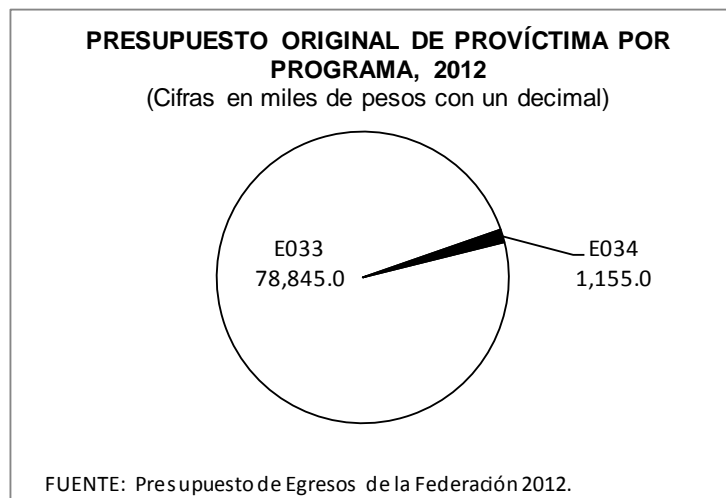 PRESUPUESTO ORIGINAL DE PROVÍCTIMA POR
PROGRAMA, 2012
(Cifras en miles de pesos con un decimal)
E033
78,845.0
E034
1,155.0
FUENTE: Presupuesto de Egresos de la Federación 2012.